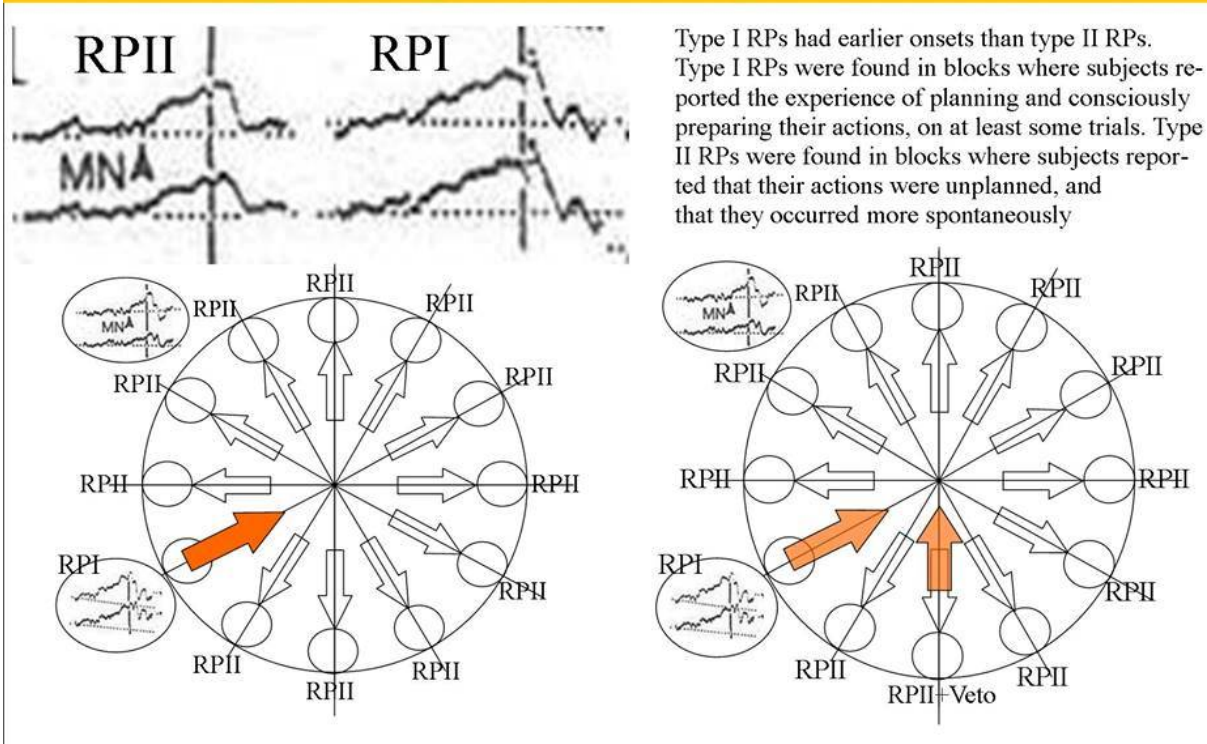 RPII
RPI
MN
Type I RPs had earlier onsets than type II RPs.
Type I RPs were found in blocks where subjects re-
ported the experience of planning and consciously
preparing their actions, on at least some trials. Type
II RPs were found in blocks where subjects repor-
ted that their actions were unplanned, and
that they occurred more spontaneously
MN
RPII
RPII
RPII
RPII
RPII
RPII
RPII
RPII
RPI
RPII
RPII
RPII
MN
RPII
RPII
RPII
RPII
RPII
RPII
RPII
RPII
RPI
RPII
RPII
RPII+Veto